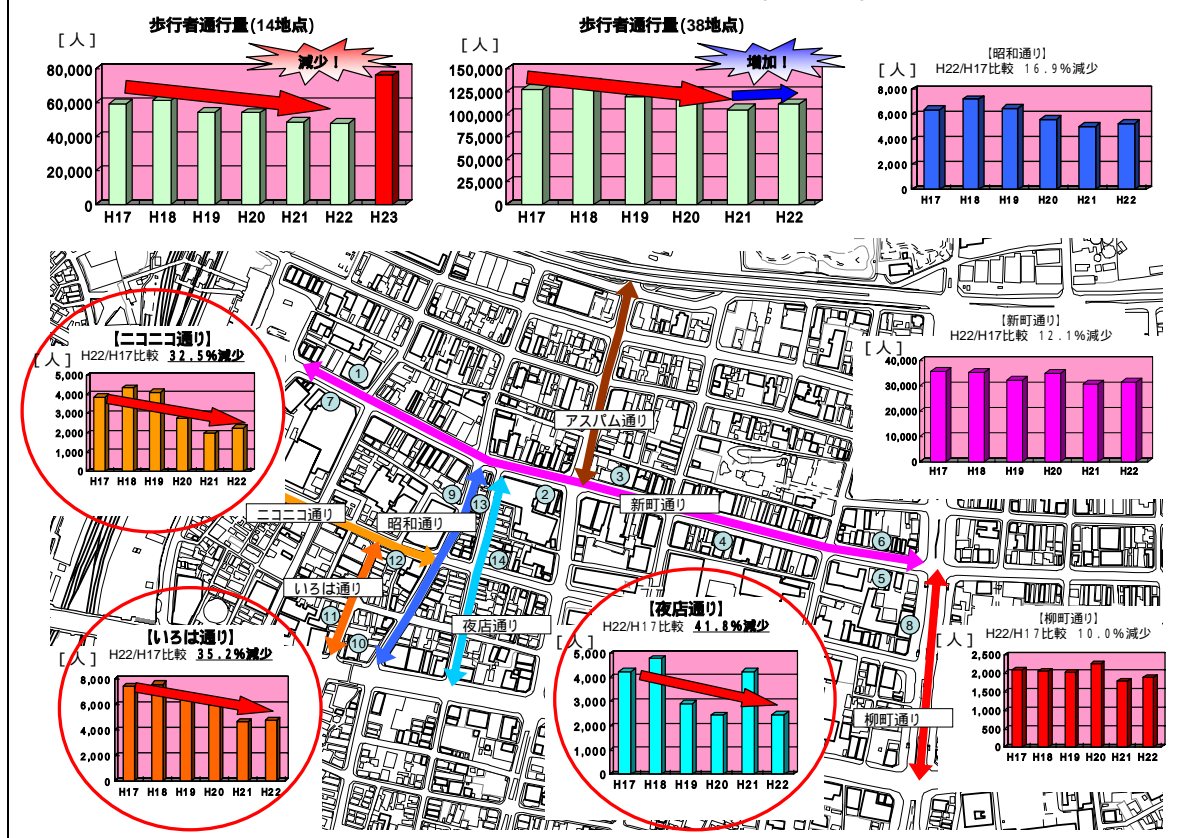 歩行者通行量(14地点)
[人]
減少！
80,000
60,000
40,000
20,000
0
H17 H18 H19 H20 H21 H22 H23
歩行者通行量(38地点)
[人]
増加！
150,000
125,000
100,000
75,000
50,000
25,000
0
H17 H18 H19 H20 H21 H22
【昭和通り】
H22/H17比較 16.9%減少
[人]
8,000
6,000
4,000
2,000
0
H17 H18 H19 H20 H21 H22
【ニコニコ通り】
H22/H17比較 32.5%減少
[人]
5,000
4,000
3,000
2,000
1,000
0
H17 H18 H19 H20 H21 H22
【新町通り】
H22/H17比較 12.1%減少
[人]
40,000
30,000
20,000
10,000
0
H17 H18 H19 H20 H21 H22
①
⑦
アスパム通り
③
⑨
⑬
②
新町通り
ニコニコ通り
昭和通り
④
⑥
⑫
⑭
⑤
いろは通り
⑪
⑩
夜店通り
⑧
柳町通り
【いろは通り】
H22/H17比較 35.2%減少
[人]
8,000
6,000
4,000
2,000
0
H17 H18 H19 H20 H21 H22
【夜店通り】
H22/H17比較 41.8%減少
[人]
5,000
4,000
3,000
2,000
1,000
0
H17 H18 H19 H20 H21 H22
【柳町通り】
H22/H17比較 10.0%減少
[人]
2,500
2,000
1,500
1,000
500
0
H17 H18 H19 H20 H21 H22